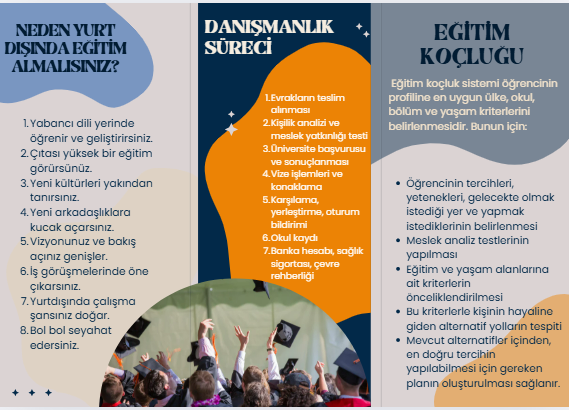 NEDEN YURT
DIŞINDA EĞİTİM
ALMALISINIZ?
1. Yabancı dili yerinde
öğrenir ve geliştirirsiniz.
2. Çıtası yüksek bir eğitim
görürsünüz.
3. Yeni kültürleri yakından
tanırsınız.
4. Yeni arkadaşlıklara
kucak açarsınız.
5. Vizyonunuz ve bakış
açınız genişler.
6. İş görüşmelerinde öne
çıkarsınız.
7. Yurtdışında çalışma
şansınız doğar.
8. Bol bol seyahat
edersiniz.
DANIŞMANLIK
SÜRECİ
1. Evrakların teslim
alınması
2. Kişilik analizi ve
meslek yatkınlığı testi
3. Üniversite başvurusu
ve sonuçlanması
4. Vize işlemleri ve
konaklama
5. Karşılama,
yerleştirme, oturum
bildirimi
6. Okul kaydı
7. Banka hesabı, sağlık
sigortası, çevre
rehberliği
EĞİTİM
KOÇLUĞU
Eğitim koçluk sistemi öğrencinin
profiline en uygun ülke, okul,
bölüm ve yaşam kriterlerini
belirlenmesidir. Bunun için:
• Öğrencinin tercihleri,
yetenekleri, gelecekte olmak
istediği yer ve yapmak
istediklerinin belirlenmesi
• Meslek analiz testlerinin
yapılması
• Eğitim ve yaşam alanlarına
ait kriterlerin
önceliklendirilmesi
• Bu kriterlerle kişinin hayaline
giden alternatif yolların tespiti
• Mevcut alternatifler içinden,
en doğru tercihin
yapılabilmesi için gereken
planın oluşturulması sağlanır.